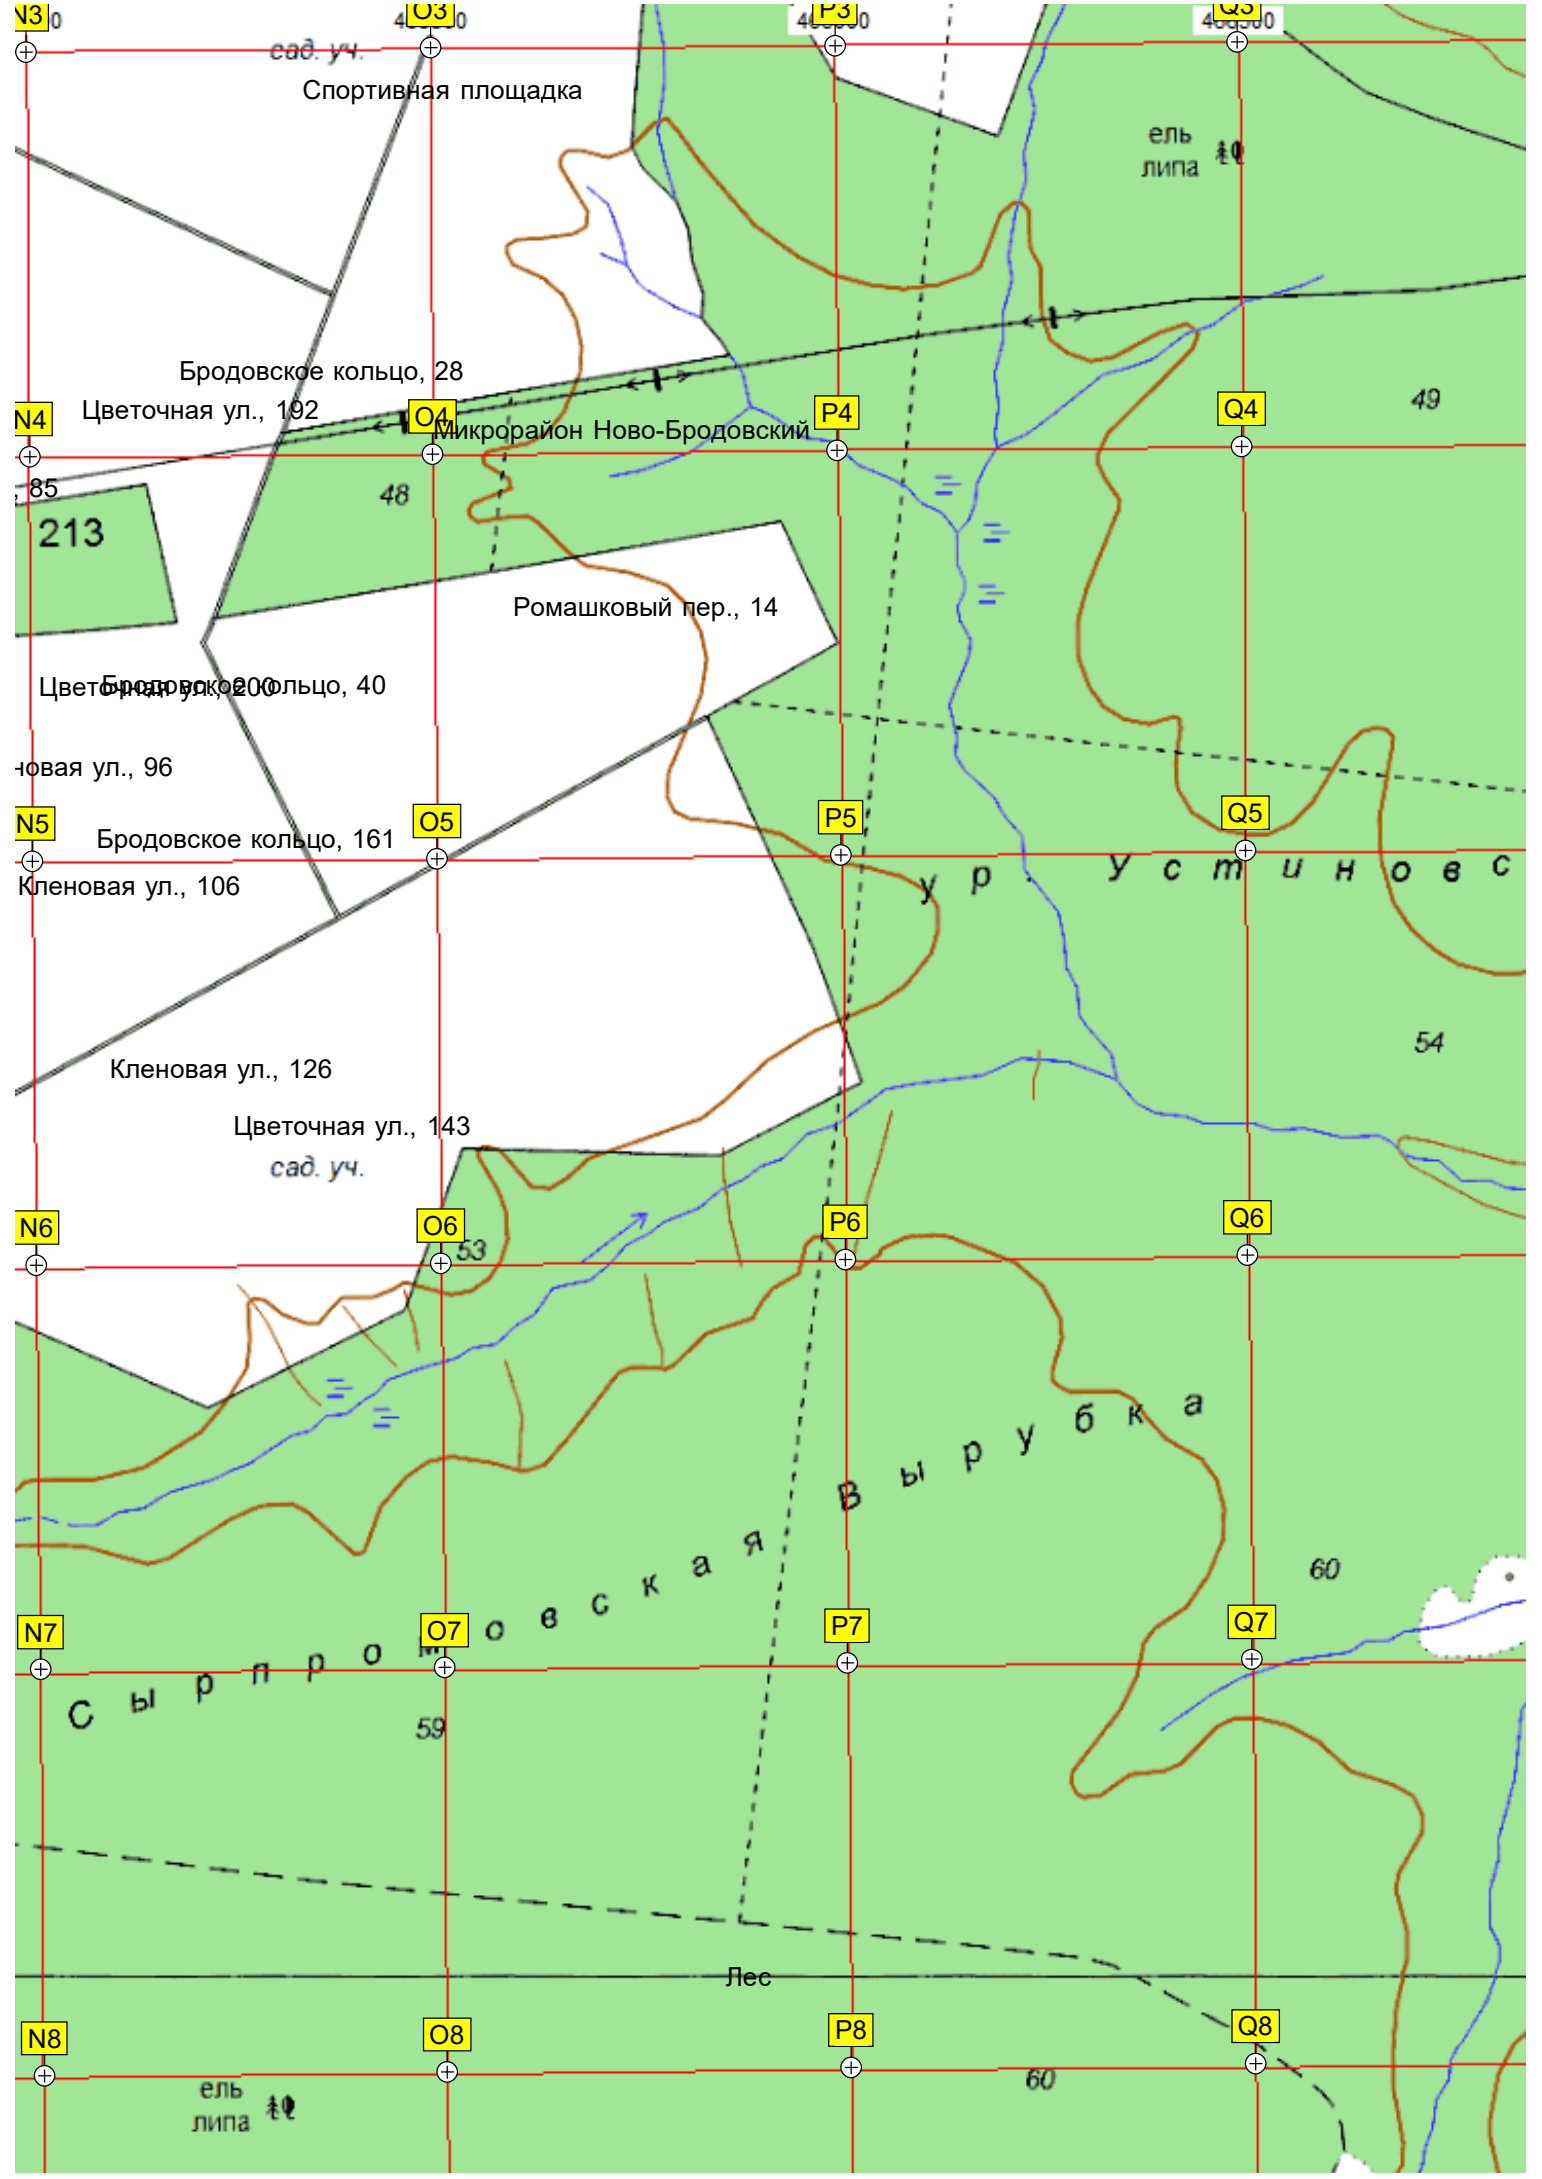 N3
O3
P3
Q3
сад. уч.
Спортивная площадка
ель
липа
Бродовское кольцо, 28
Цветочная ул., 192
49
N4
O4
P4
Q4
Микрорайон Ново-Бродовский
, 85
48
213
Ромашковый пер., 14
Цветочная ул., 200
Бродовское кольцо, 40
новая ул., 96
N5
O5
P5
Q5
Бродовское кольцо, 161
Кленовая ул., 106
ур. Устиновс
54
Кленовая ул., 126
Цветочная ул., 143
сад. уч.
N6
O6
P6
Q6
53
Сыпромовская Вырубка
60
N7
O7
P7
Q7
59
Лес
N8
O8
P8
Q8
60
ель
липа